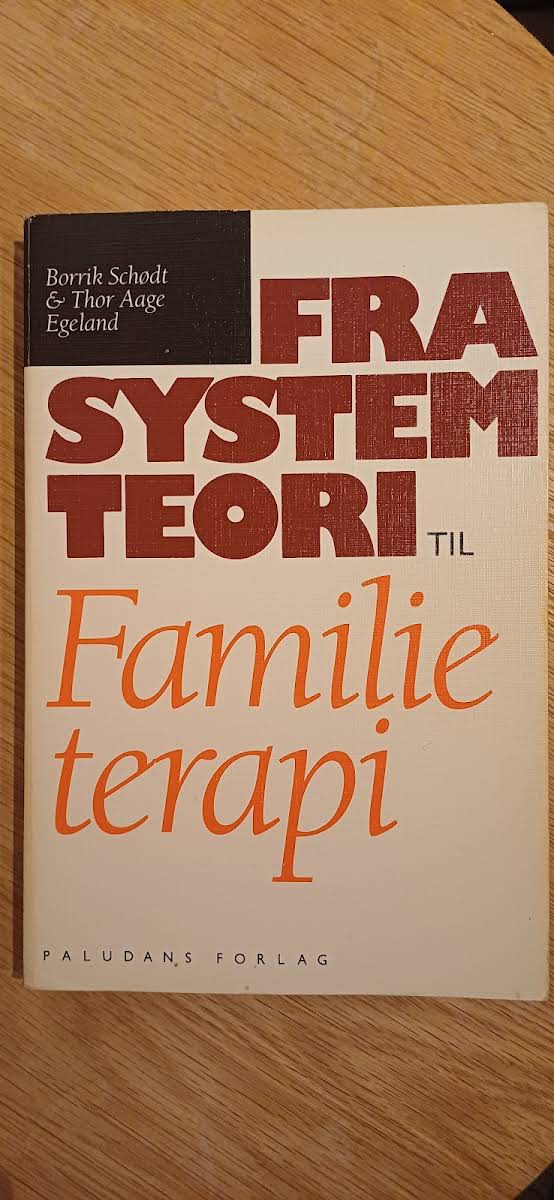 Borrik Schødt
& Thor Aage
Egeland
FRA
SYSTEM
TEORI TIL
Familie
terapi
PALUDANS FORLAG